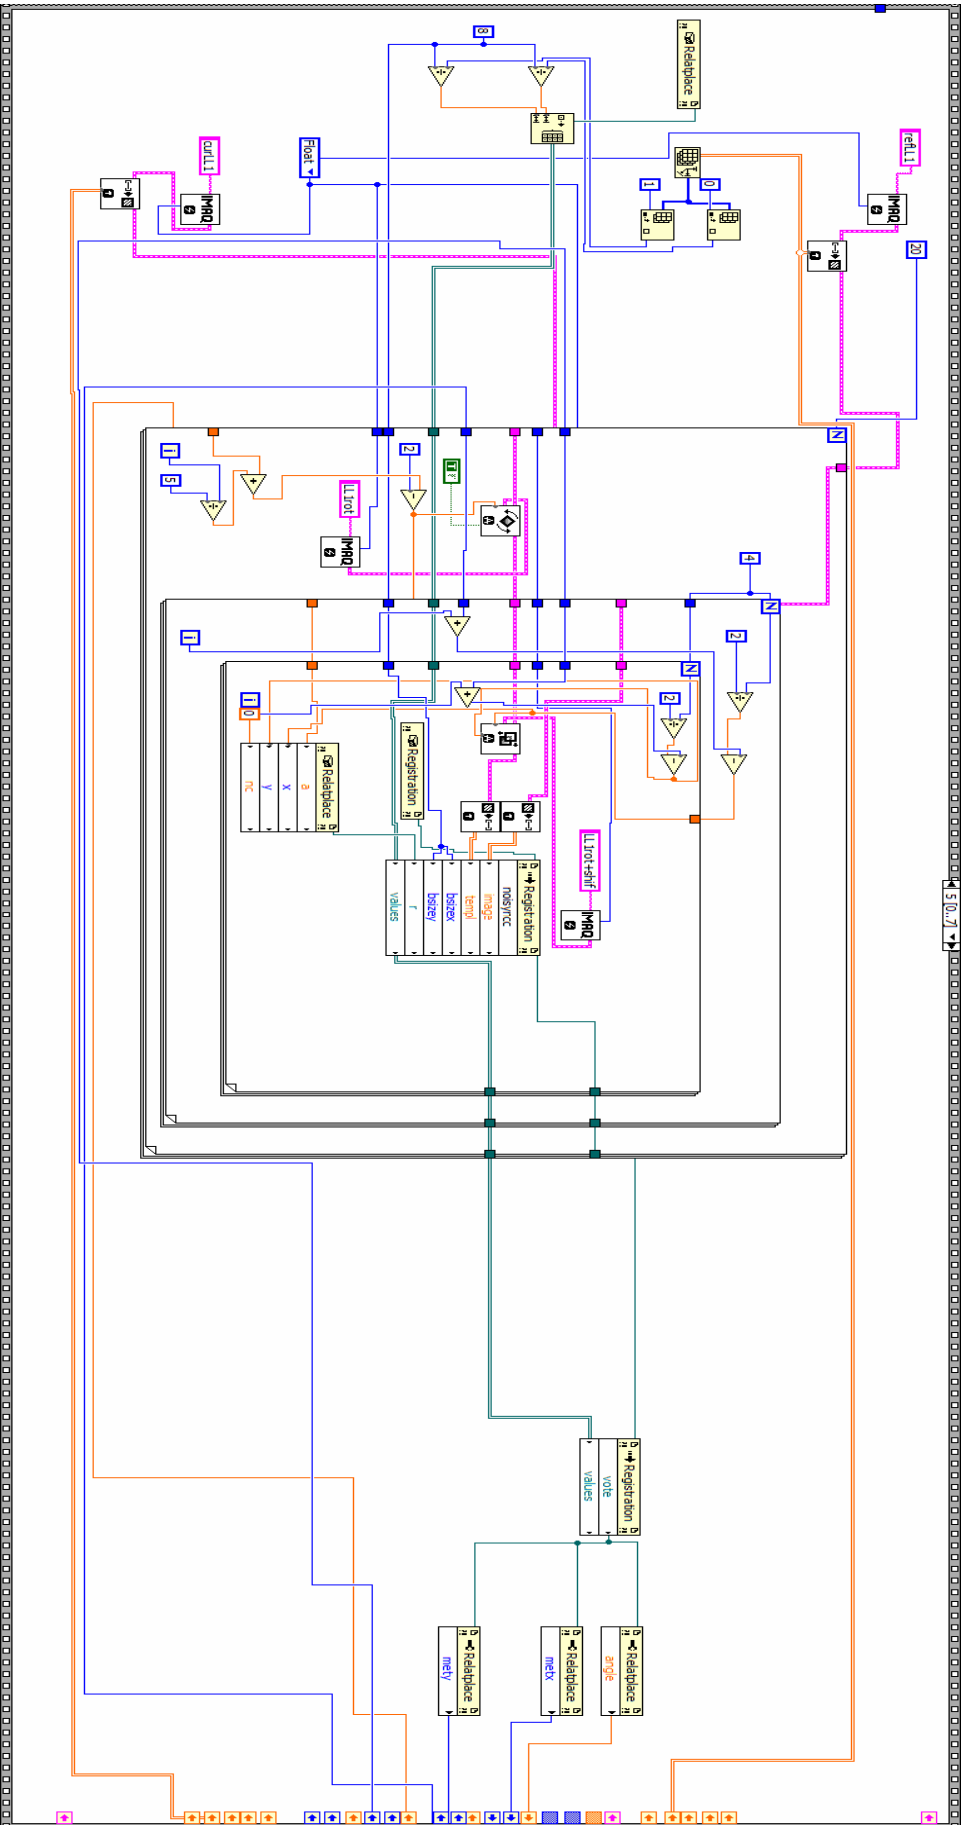 5 [0..7]
20
refLL1
IMAQ
N
N
4
2
Relatplace
0
1
N
2
Relatplace
angle
Registration
vote
values
IMAQ
LL1rot+shif
Relatplace
metx
Registration
noisyrcc
image
templ
bsizex
bsizey
r
values
8
Relatplace
mety
T F
2
Registration
Float
IMAQ
LL1rot
Relatplace
a
x
y
nc
i
0
curLL1
IMAQ
i
i
5